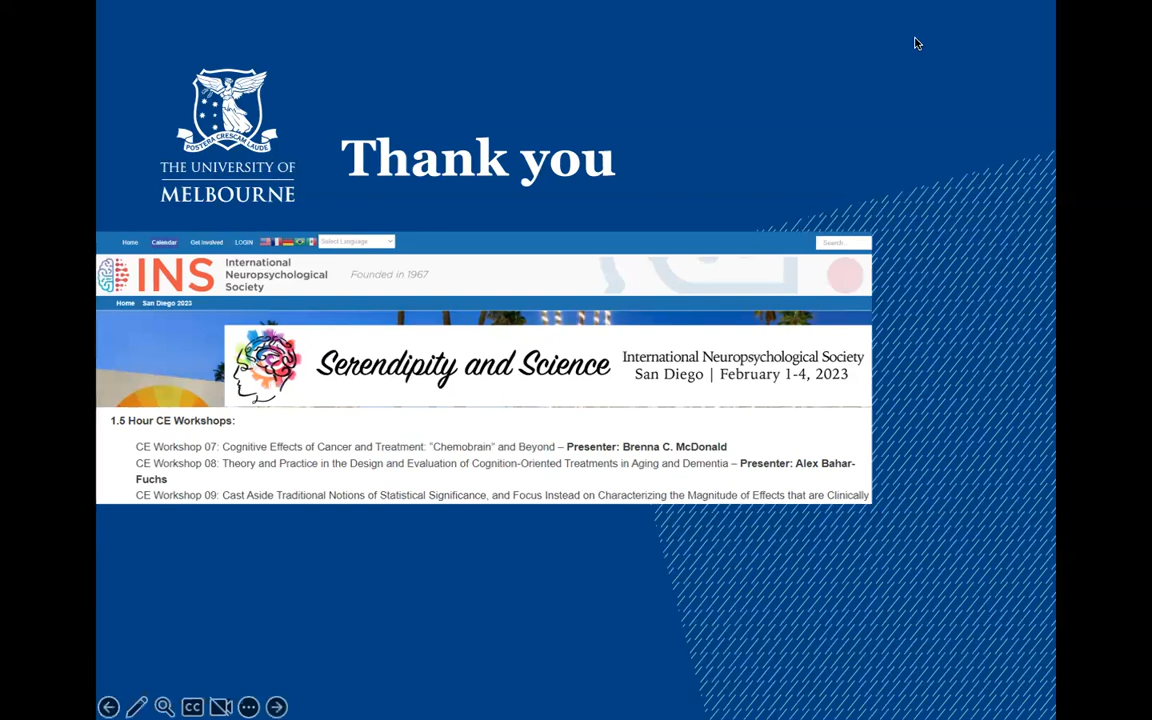 POSTERA CRESCAM LAUDE
THE UNIVERSITY OF
MELBOURNE
Thank you
Home Calendar Get involved LOGIN Select Language Search...
INS
International
Neuropsychological
Society
Founded in 1967
Home San Diego 2023
Serendipity and Science
International Neuropsychological Society
San Diego | February 1-4, 2023
1.5 Hour CE Workshops:
CE Workshop 07: Cognitive Effects of Cancer and Treatment: "Chemobrain" and Beyond – Presenter: Brenna C. McDonald
CE Workshop 08: Theory and Practice in the Design and Evaluation of Cognition-Oriented Treatments in Aging and Dementia – Presenter: Alex Bahar-
Fuchs
CE Workshop 09: Cast Aside Traditional Notions of Statistical Significance, and Focus Instead on Characterizing the Magnitude of Effects that are Clinically
CC